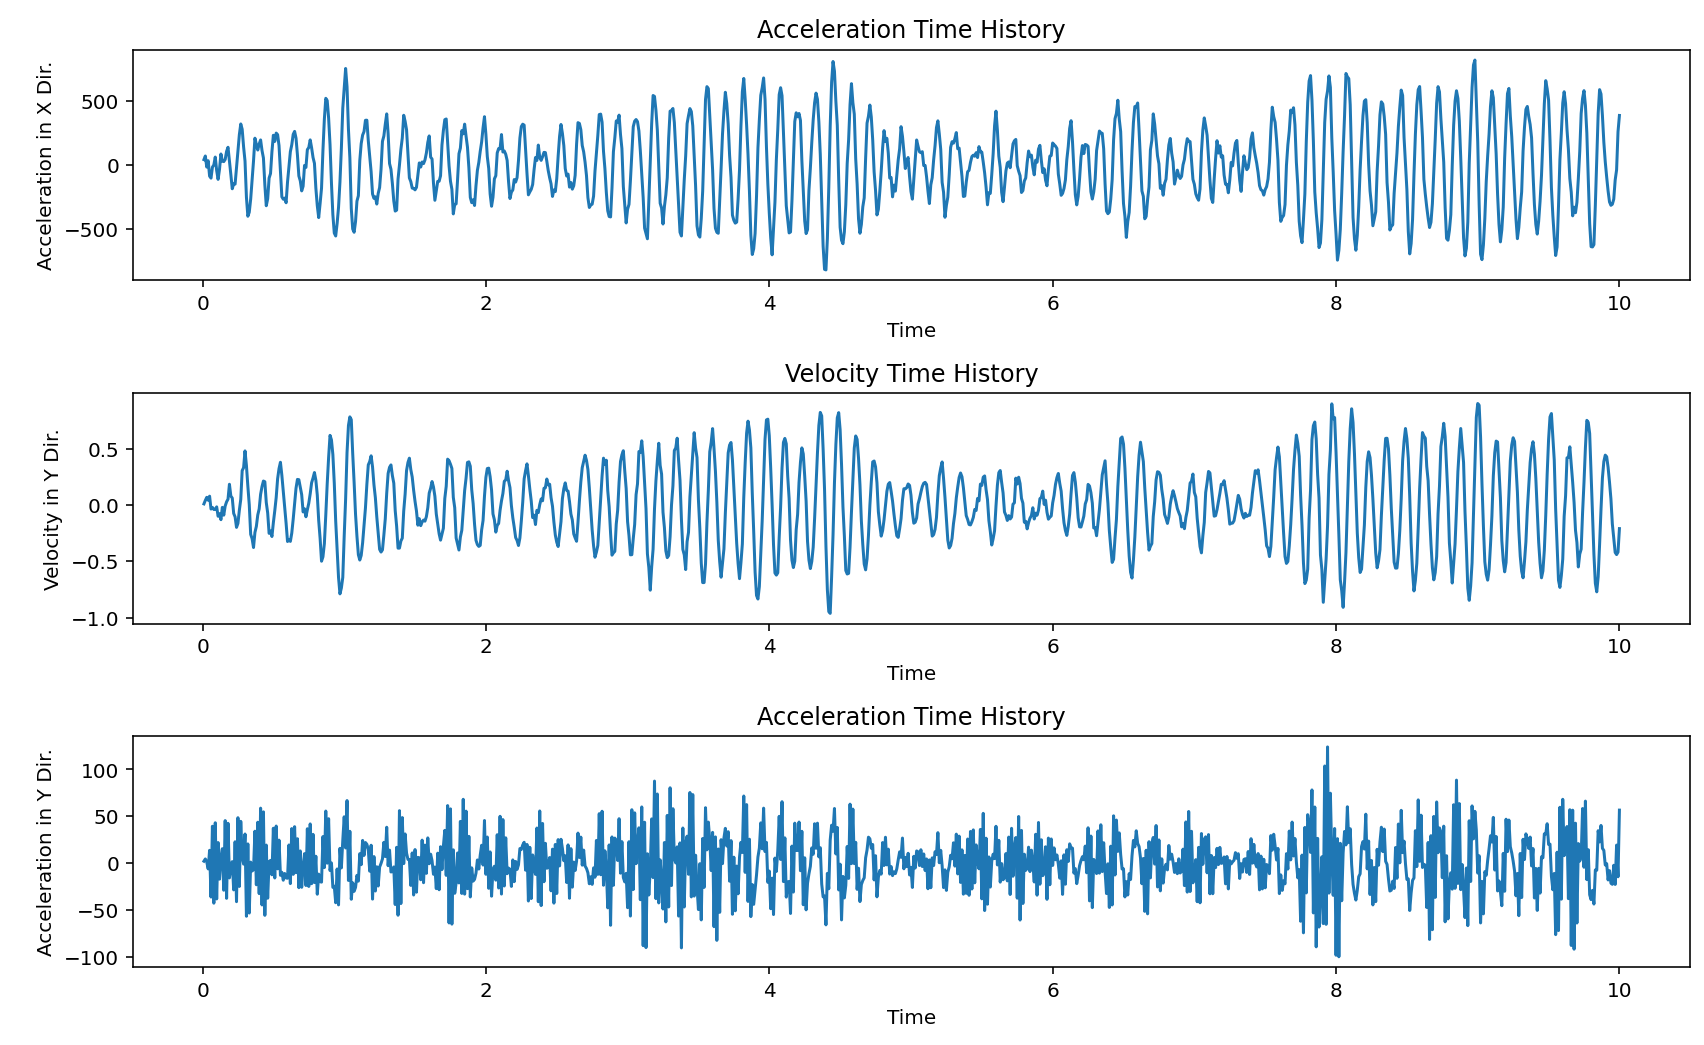 Acceleration Time History
Acceleration in X Dir.
500
0
−500
0 2 4 6 8 10
Time
Velocity Time History
Velocity in Y Dir.
0.5
0.0
−0.5
−1.0
0 2 4 6 8 10
Time
Acceleration Time History
Acceleration in Y Dir.
100
50
0
−50
−100
0 2 4 6 8 10
Time